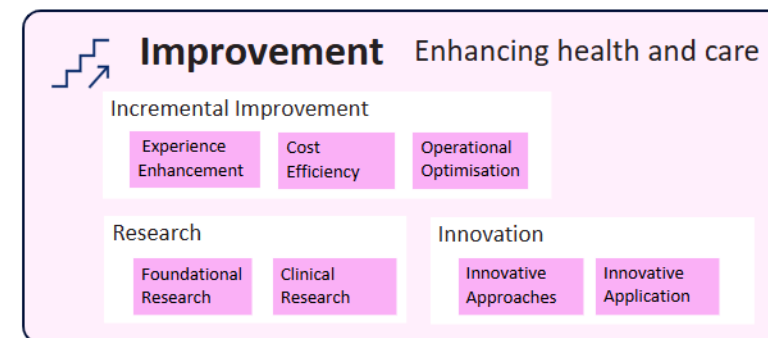 Improvement Enhancing health and care
Incremental Improvement
Experience Enhancement
Cost Efficiency
Operational Optimisation
Research
Innovation
Foundational Research
Clinical Research
Innovative Approaches
Innovative Application